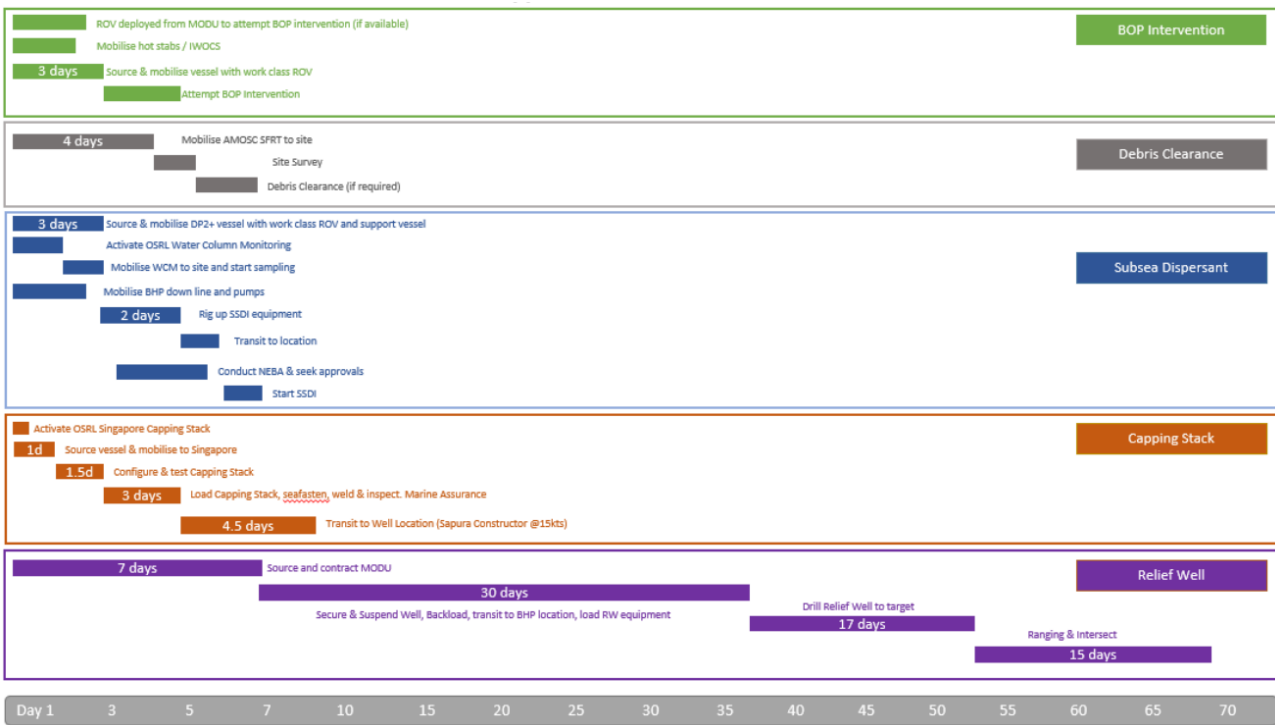 ROV deployed from MODU to attempt BOP intervention (if available)
BOP Intervention
Mobilise hot stabs / IWOCS
3 days
Source & mobilise vessel with work class ROV
Attempt BOP Intervention
4 days
Mobilise AMOSC SFRT to site
Debris Clearance
Site Survey
Debris Clearance (if required)
3 days
Source & mobilise DP2+ vessel with work class ROV and support vessel
Activate OSRL Water Column Monitoring
Mobilise WCM to site and start sampling
Subsea Dispersant
Mobilise BHP down line and pumps
2 days
Rig up SSDI equipment
Transit to location
Conduct NEBA & seek approvals
Start SSDI
Activate OSRL Singapore Capping Stack
Capping Stack
1d
Source vessel & mobilise to Singapore
1.5d
Configure & test Capping Stack
3 days
Load Capping Stack, seafasten, weld & inspect. Marine Assurance
4.5 days
Transit to Well Location (Sapura Constructor @15kts)
7 days
Source and contract MODU
Relief Well
30 days
Secure & Suspend Well, Backload, transit to BHP location, load RW equipment
Drill Relief Well to target
17 days
Ranging & Intersect
15 days
Day 1 3 5 7 10 15 20 25 30 35 40 45 50 55 60 65 70